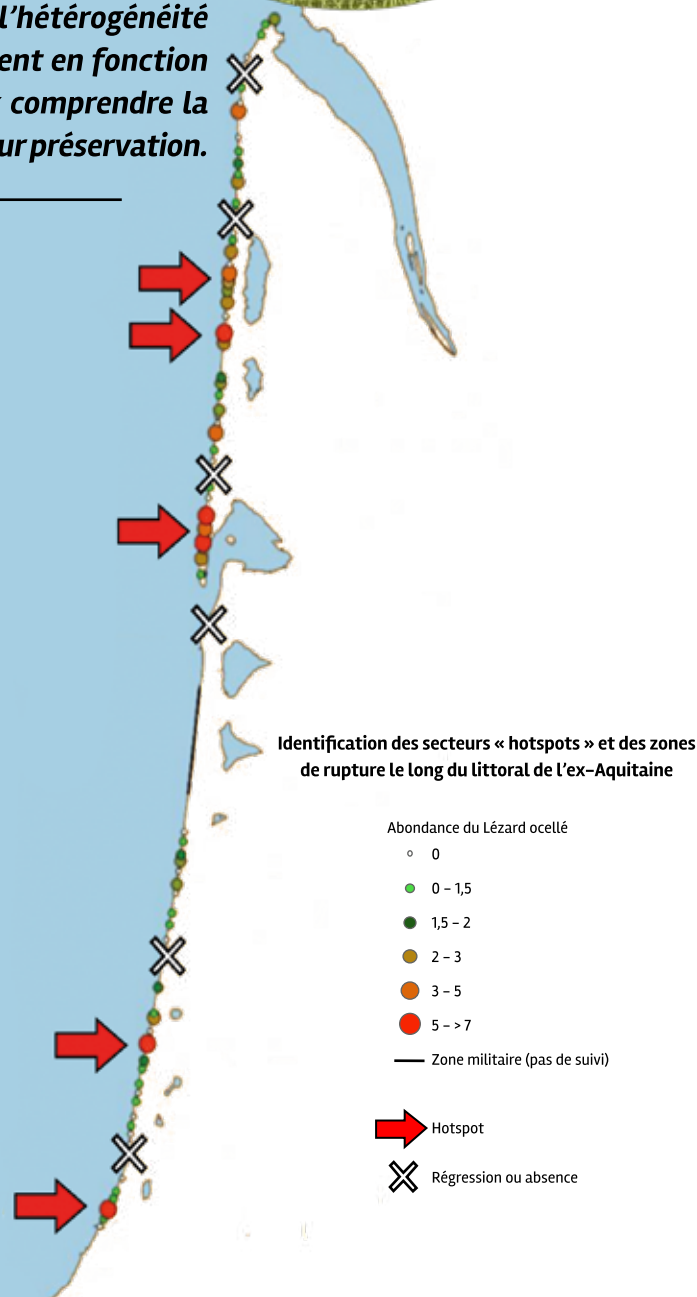 l’hétérogénéité
ent en fonction
comprendre la
ur préservation.
Identification des secteurs « hotspots » et des zones
de rupture le long du littoral de l’ex-Aquitaine
Abondance du Lézard ocellé
0
0 – 1,5
1,5 – 2
2 – 3
3 – 5
5 – > 7
Zone militaire (pas de suivi)
Hotspot
Régression ou absence